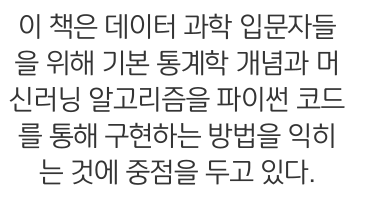 이 책은 데이터 과학 입문자들
을 위해 기본 통계학 개념과 머
신러닝 알고리즘을 파이썬 코드
를 통해 구현하는 방법을 익히
는 것에 중점을 두고 있다.